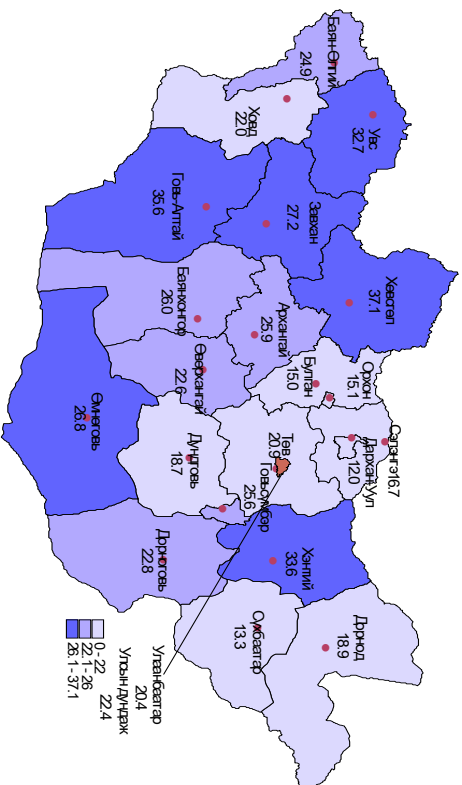 Баян-Өлгий
24.9
Увс
32.7
Ховд
22.0
Говь-Алтай
35.6
Завхан
27.2
Хөвсгөл
37.1
Баянхонгор
26.0
Архангай
25.9
Өвөрхангай
22.6
Булган
15.0
Орхон
15.1
Сэлэнгэ16.7
Дархан-Уул
12.0
Төв
20.9
Говьсүмбэр
25.6
Өмнөговь
26.8
Дундговь
18.7
Дорноговь
22.8
Хэнтий
33.6
Сүхбаатар
13.3
Дорнод
18.9
Улаанбаатар
20.4
Улсын дундаж
22.4
0 - 22
22.1 - 26
26.1 - 37.1